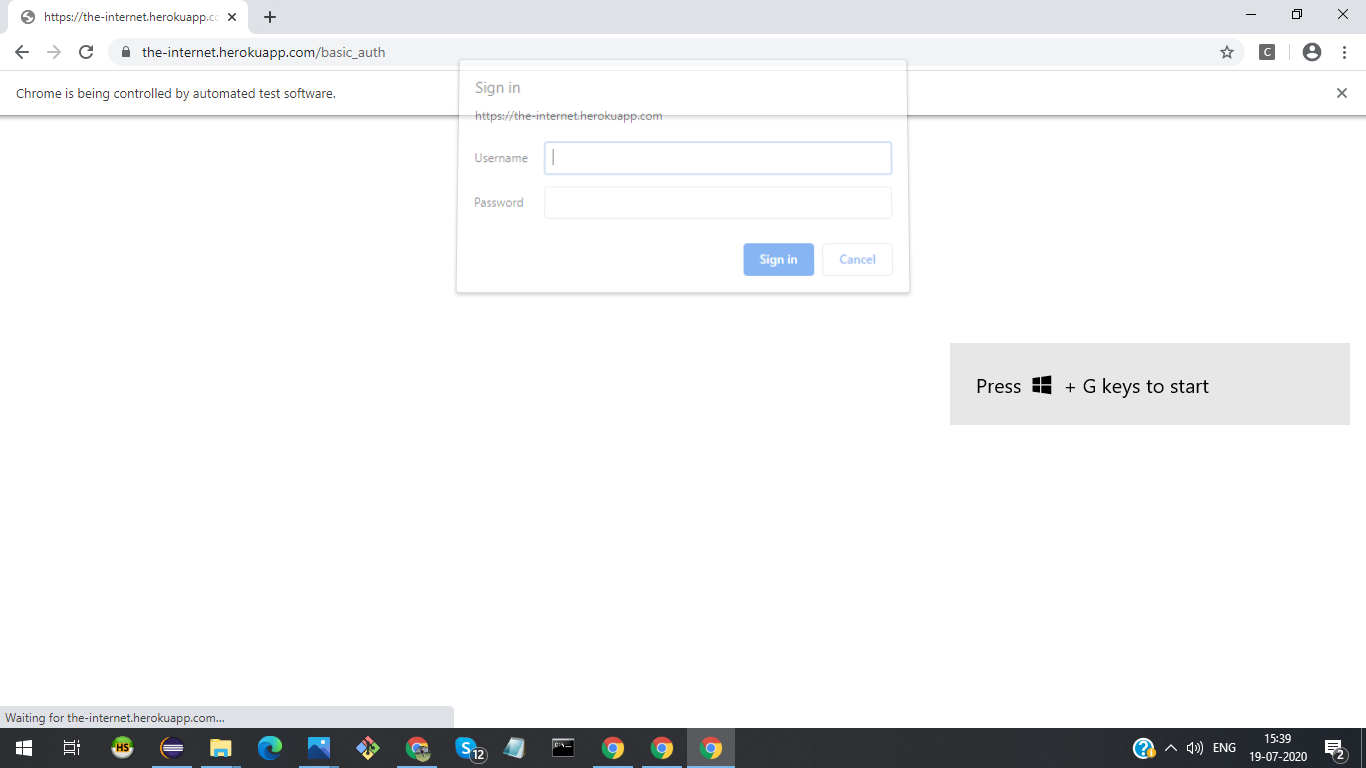 https://the-internet.herokuapp.co
the-internet.herokuapp.com/basic_auth
C
Chrome is being controlled by automated test software.
Sign in
https://the-internet.herokuapp.com
Username
Password
Sign in
Cancel
Press + G keys to start
Waiting for the-internet.herokuapp.com...
HS
S
12
C:\_
?
ENG
15:39
19-07-2020
2